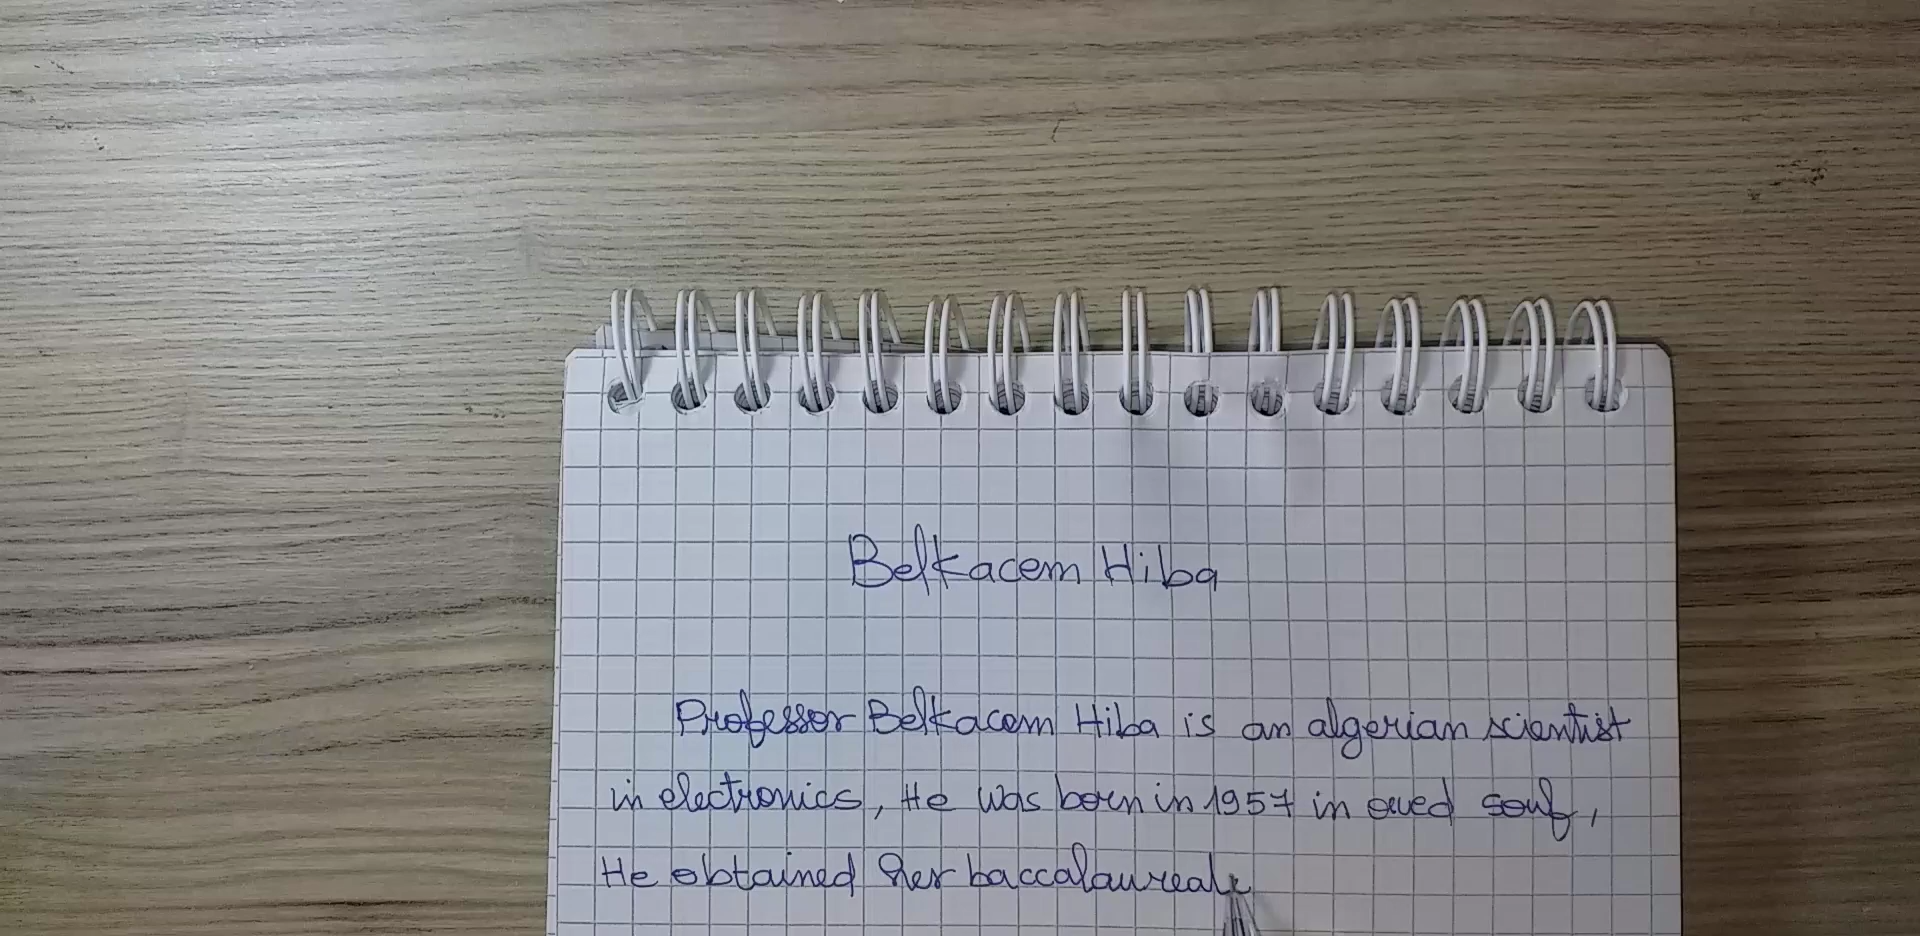 Belkacem Hiba
Professor Belkacem Hiba is an algerian scientist
in electronics, He was born in 1957 in oued souf,
He obtained her baccalaureate